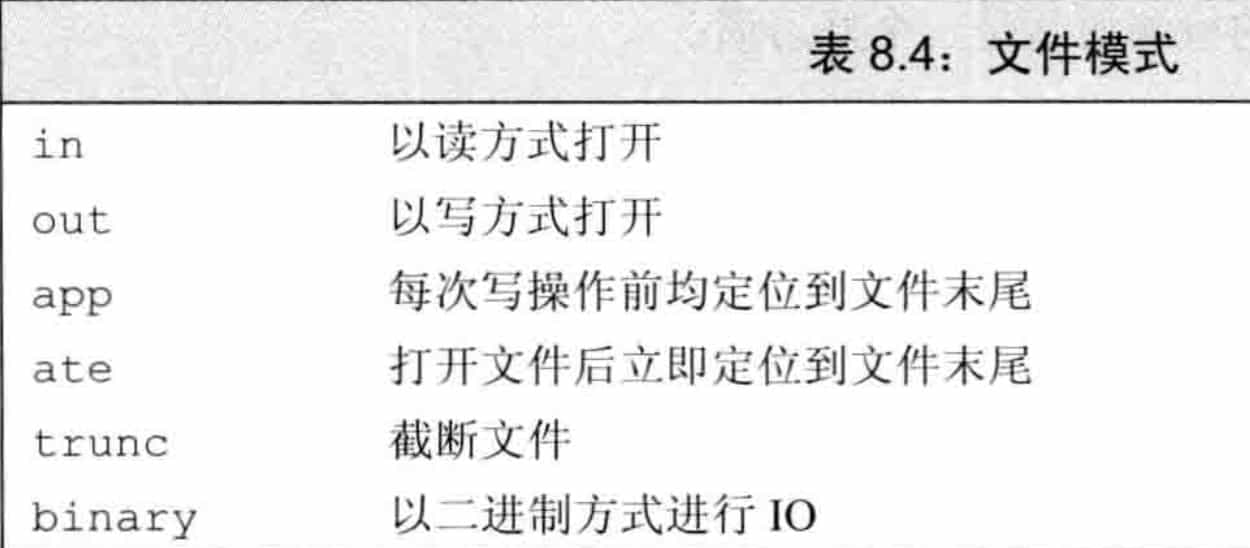 表 8.4：文件模式
in 以读方式打开
out 以写方式打开
app 每次写操作前均定位到文件末尾
ate 打开文件后立即定位到文件末尾
trunc 截断文件
binary 以二进制方式进行 IO